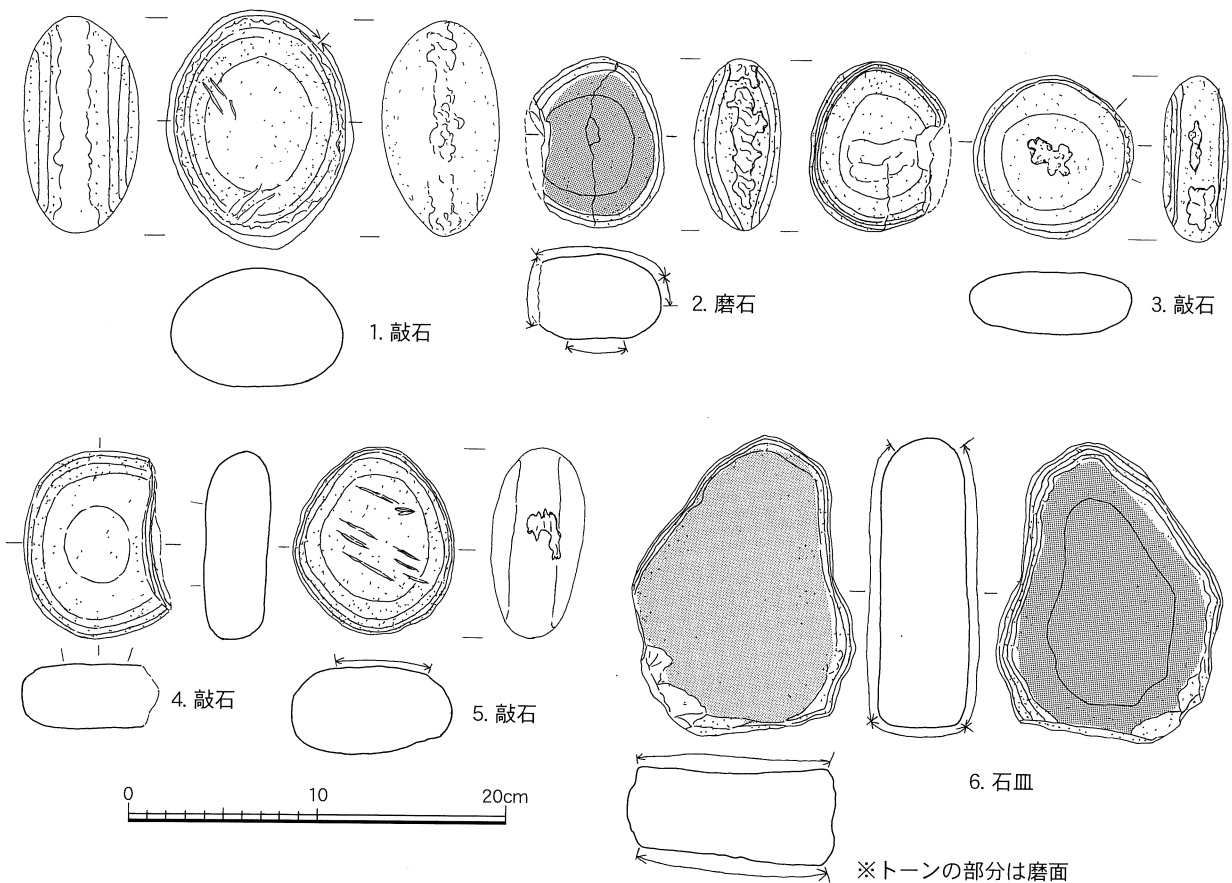 1. 敲石
2. 磨石
3. 敲石
4. 敲石
5. 敲石
6. 石皿
0 10 20cm
※トーンの部分は磨面